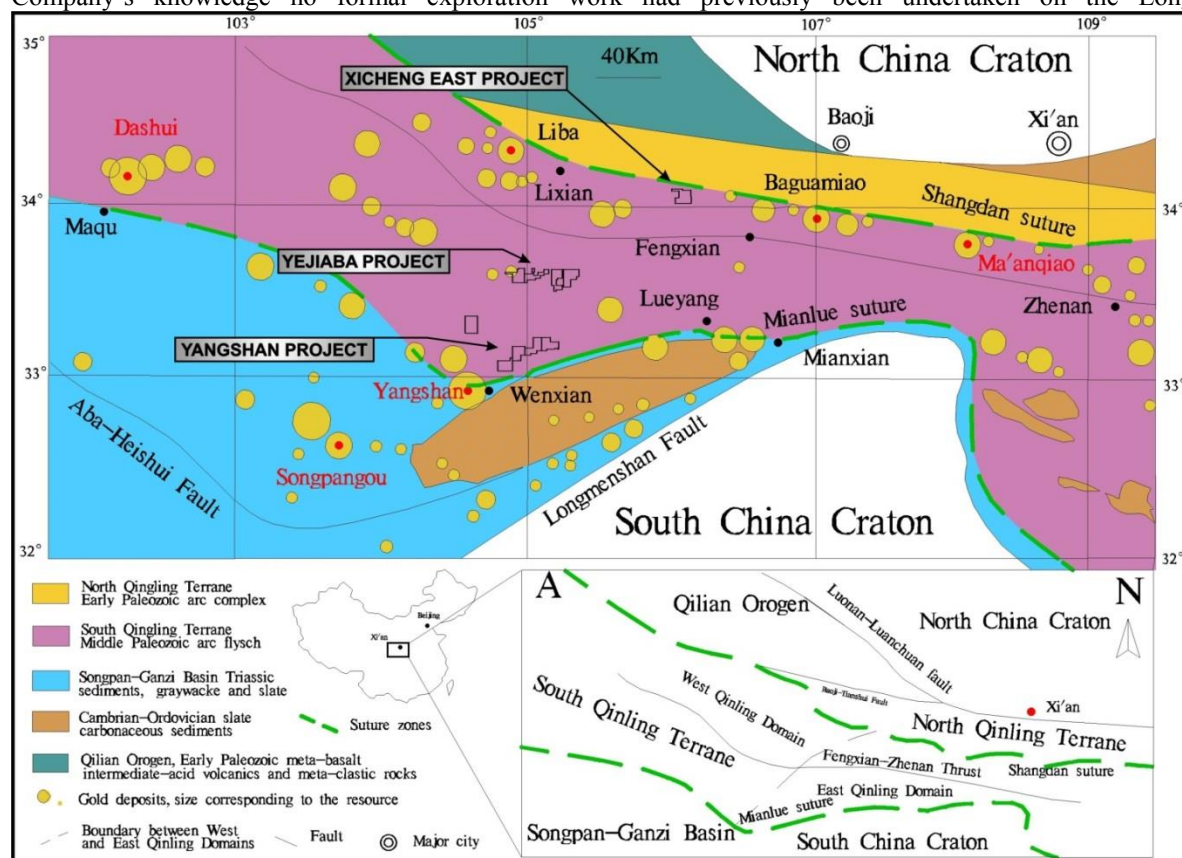 Company's knowledge no formal exploration work had previously been undertaken on the Lon
103° 105° 107° 109°
35°
North China Craton
40Km
XICHENG EAST PROJECT
Baoji
Xi'an
Dashui
Liba
Lixian
Baguamiao
Shangdan suture
34° 34°
Maqu
Fengxian
YEJIABA PROJECT
Ma'anqiao
Lueyang
Mianlue suture
Zhenan
YANGSHAN PROJECT
Mianxian
33° 33°
Yangshan
Wenxian
Aba-Heishui Fault
Songpangou
Longmenshan Fault
South China Craton
32° 32°
North Qingling Terrane
Early Paleozoic arc complex
South Qingling Terrane
Middle Paleozoic arc flysch
Songpan-Ganzi Basin Triassic
sediments, graywacke and slate
Cambrian-Ordovician slate
carbonaceous sediments
Suture zones
Qilian Orogen, Early Paleozoic meta-basalt
intermediate-acid volcanics and meta-clastic rocks
Gold deposits, size corresponding to the resource
Boundary between West
and East Qinling Domains
Fault
Major city
Beijing
Xi'an
A
N
Qilian Orogen
Luonan-Luanchuan fault
North China Craton
South Qinling Terrane
West Qinling Domain
Baoji-Tianshui Fault
Xi'an
North Qinling Terrane
Fengxian-Zhenan Thrust
Shangdan suture
East Qinling Domain
Mianlue suture
Songpan-Ganzi Basin
South China Craton